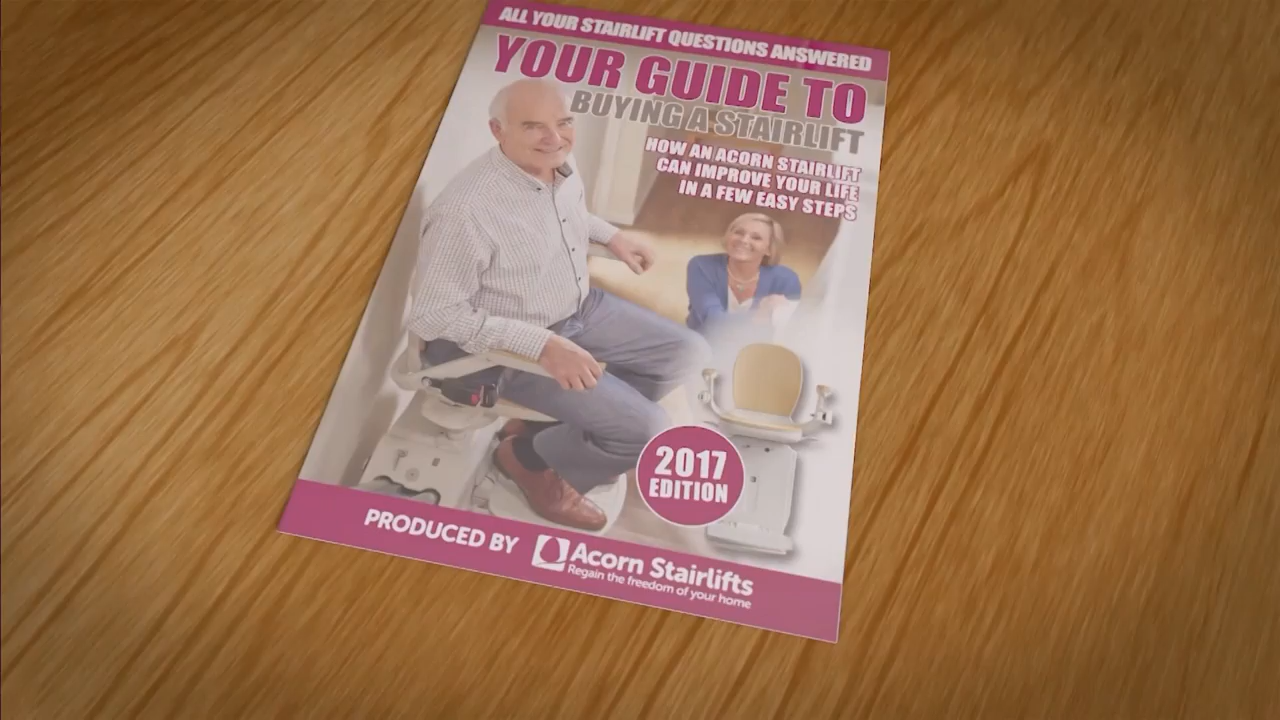 ALL YOUR STAIRLIFT QUESTIONS ANSWERED
YOUR GUIDE TO
BUYING A STAIRLIFT
HOW AN ACORN STAIRLIFT
CAN IMPROVE YOUR LIFE
IN A FEW EASY STEPS
2017
EDITION
PRODUCED BY Acorn Stairlifts
Regain the freedom of your home